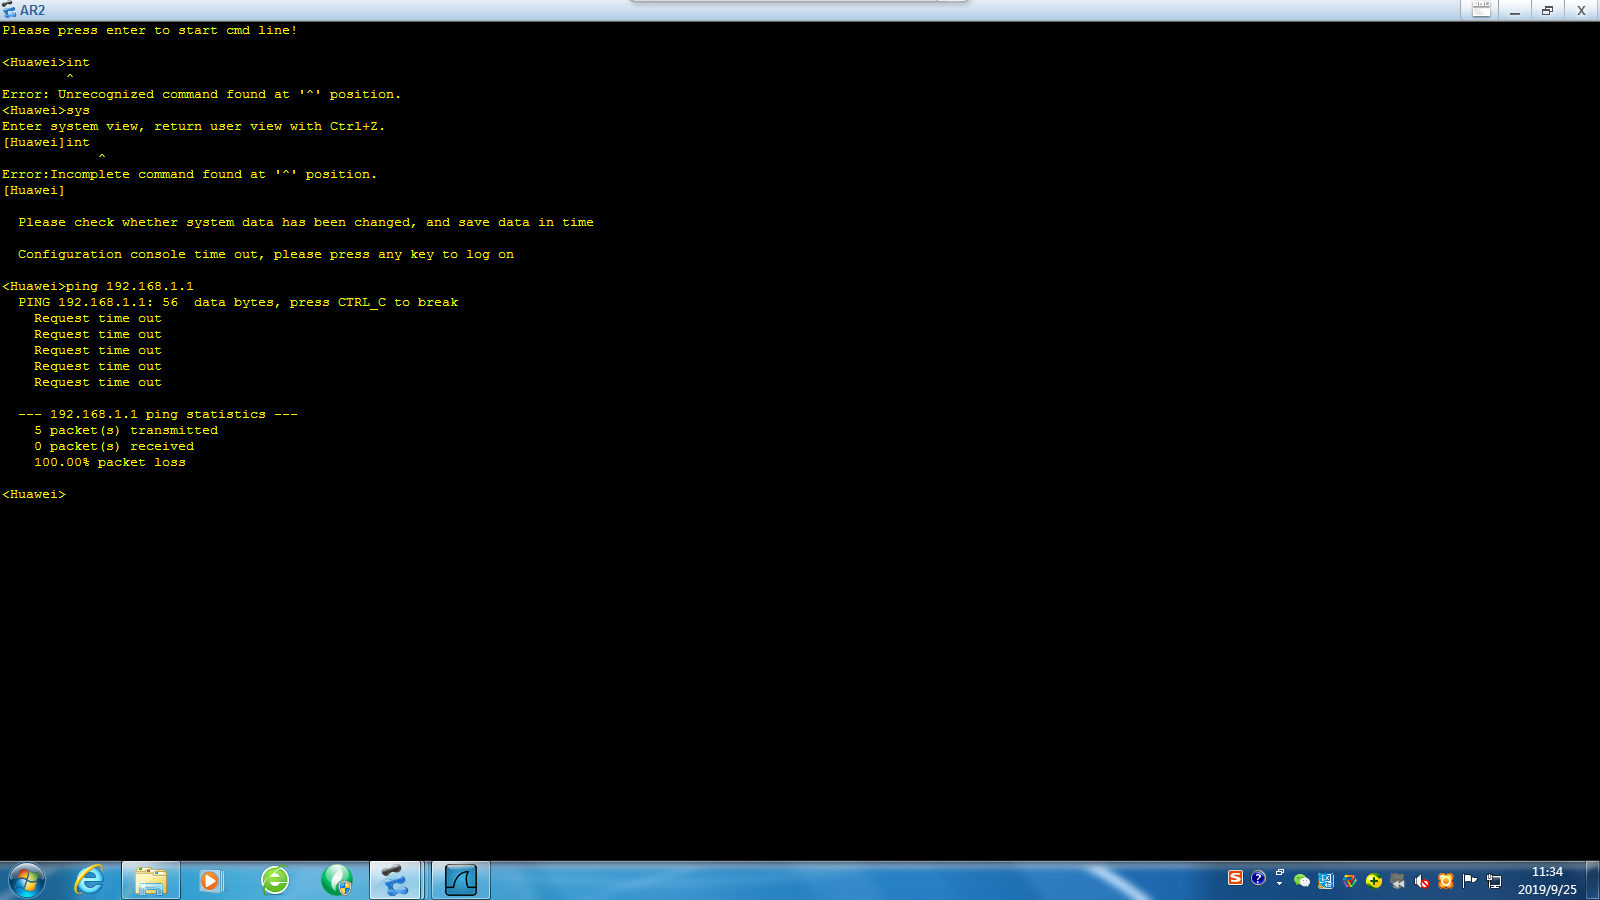 AR2
Please press enter to start cmd line!
<Huawei>int
^
Error: Unrecognized command found at '^' position.
<Huawei>sys
Enter system view, return user view with Ctrl+Z.
[Huawei]int
^
Error:Incomplete command found at '^' position.
[Huawei]
Please check whether system data has been changed, and save data in time
Configuration console time out, please press any key to log on
<Huawei>ping 192.168.1.1
PING 192.168.1.1: 56  data bytes, press CTRL_C to break
Request time out
Request time out
Request time out
Request time out
Request time out
--- 192.168.1.1 ping statistics ---
5 packet(s) transmitted
0 packet(s) received
100.00% packet loss
<Huawei>
11:34
2019/9/25